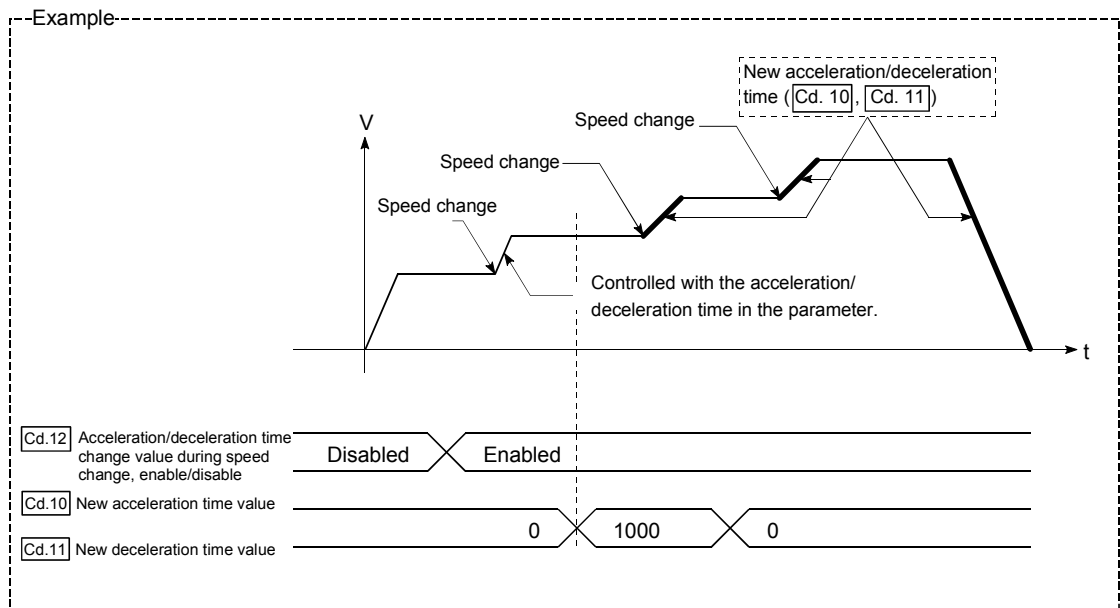 Example
New acceleration/deceleration
time ( Cd. 10 , Cd. 11 )
Speed change
V
Speed change
Speed change
Controlled with the acceleration/
deceleration time in the parameter.
t
Cd.12 Acceleration/deceleration time
change value during speed
change, enable/disable
Disabled Enabled
Cd.10 New acceleration time value
0 1000 0
Cd.11 New deceleration time value